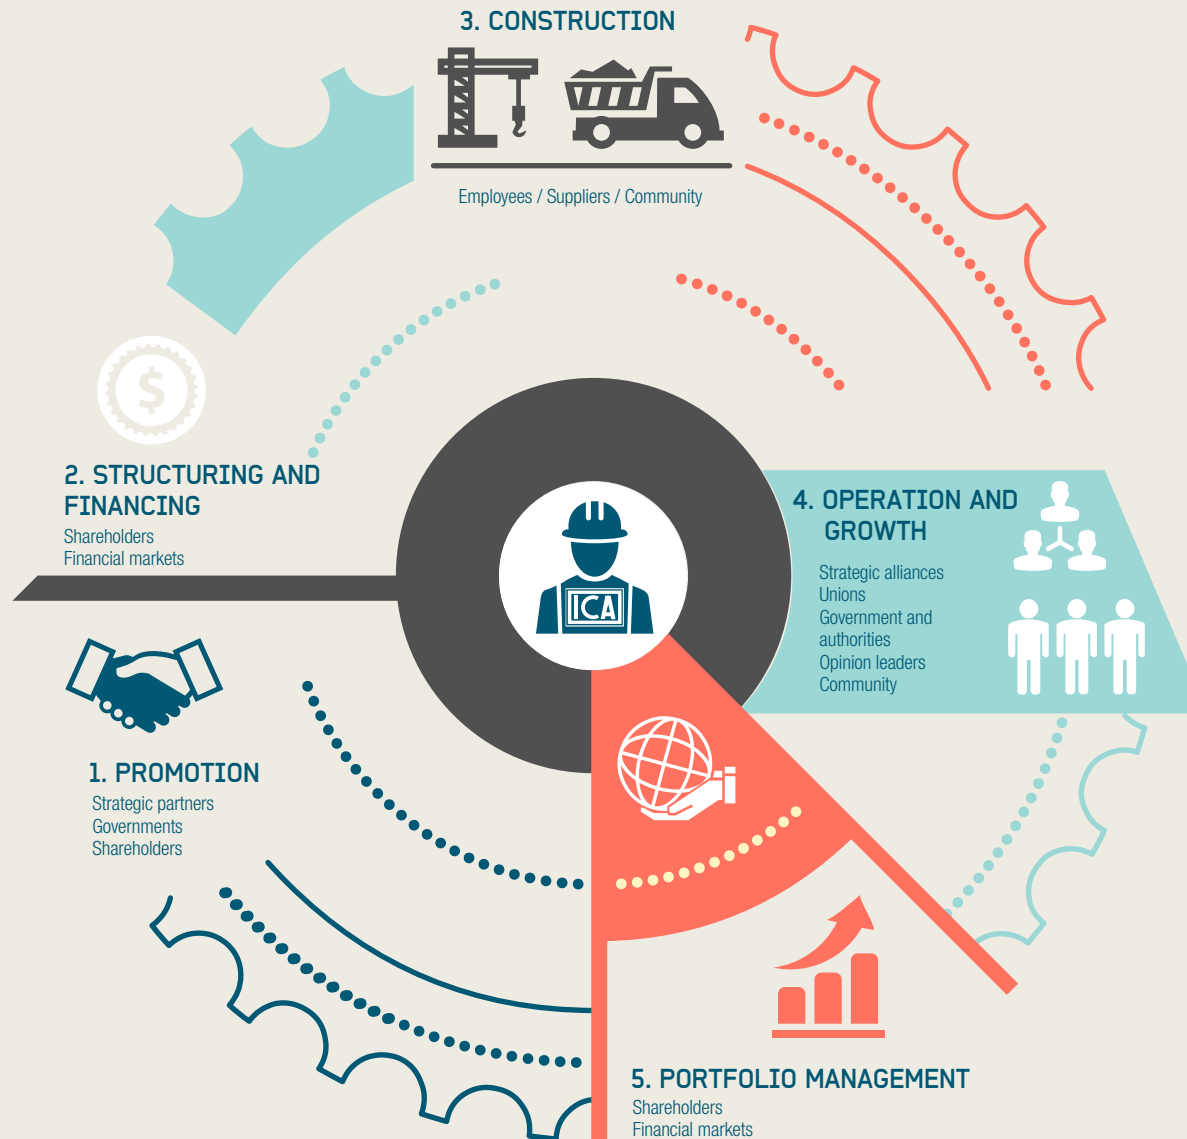 3. CONSTRUCTION
Employees / Suppliers / Community
$
2. STRUCTURING AND
FINANCING
Shareholders
Financial markets
4. OPERATION AND
GROWTH
Strategic alliances
Unions
Government and
authorities
Opinion leaders
Community
ICA
1. PROMOTION
Strategic partners
Governments
Shareholders
5. PORTFOLIO MANAGEMENT
Shareholders
Financial markets